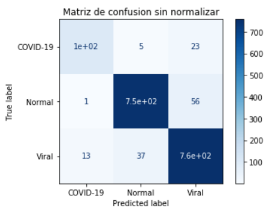 Matriz de confusion sin normalizar
COVID-19 1e+02 5 23
Normal 1 7.5e+02 56
Viral 13 37 7.6e+02
COVID-19 Normal Viral
Predicted label
True label
700
600
500
400
300
200
100